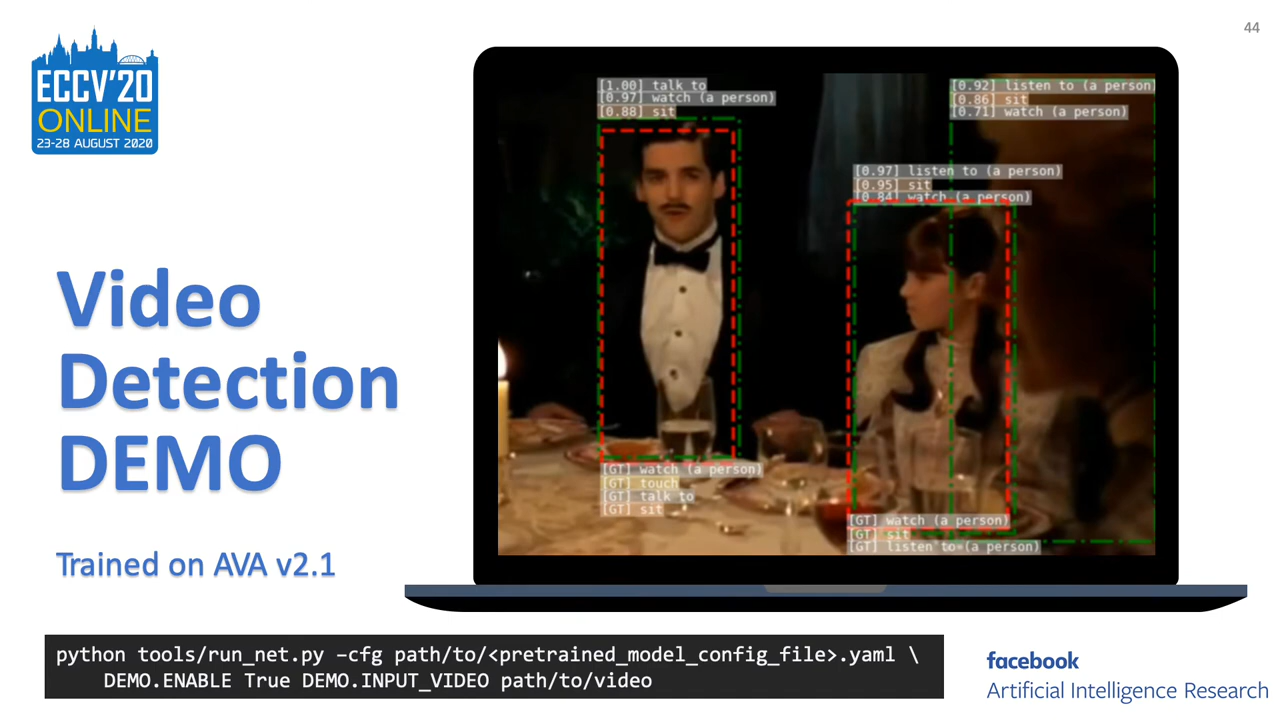 44
ECCV'20
ONLINE
23-28 AUGUST 2020
Video
Detection
DEMO
Trained on AVA v2.1
[1.00] talk to
[0.97] watch (a person)
[0.88] sit
[0.92] listen to (a person)
[0.86] sit
[0.71] watch (a person)
[0.97] listen to (a person)
[0.95] sit
[0.84] watch (a person)
[GT] watch (a person)
[GT] touch
[GT] talk to
[GT] sit
[GT] watch (a person)
[GT] sit
[GT] listen to (a person)
python tools/run_net.py –cfg path/to/<pretrained_model_config_file>.yaml \
DEMO.ENABLE True DEMO.INPUT_VIDEO path/to/video
facebook
Artificial Intelligence Research